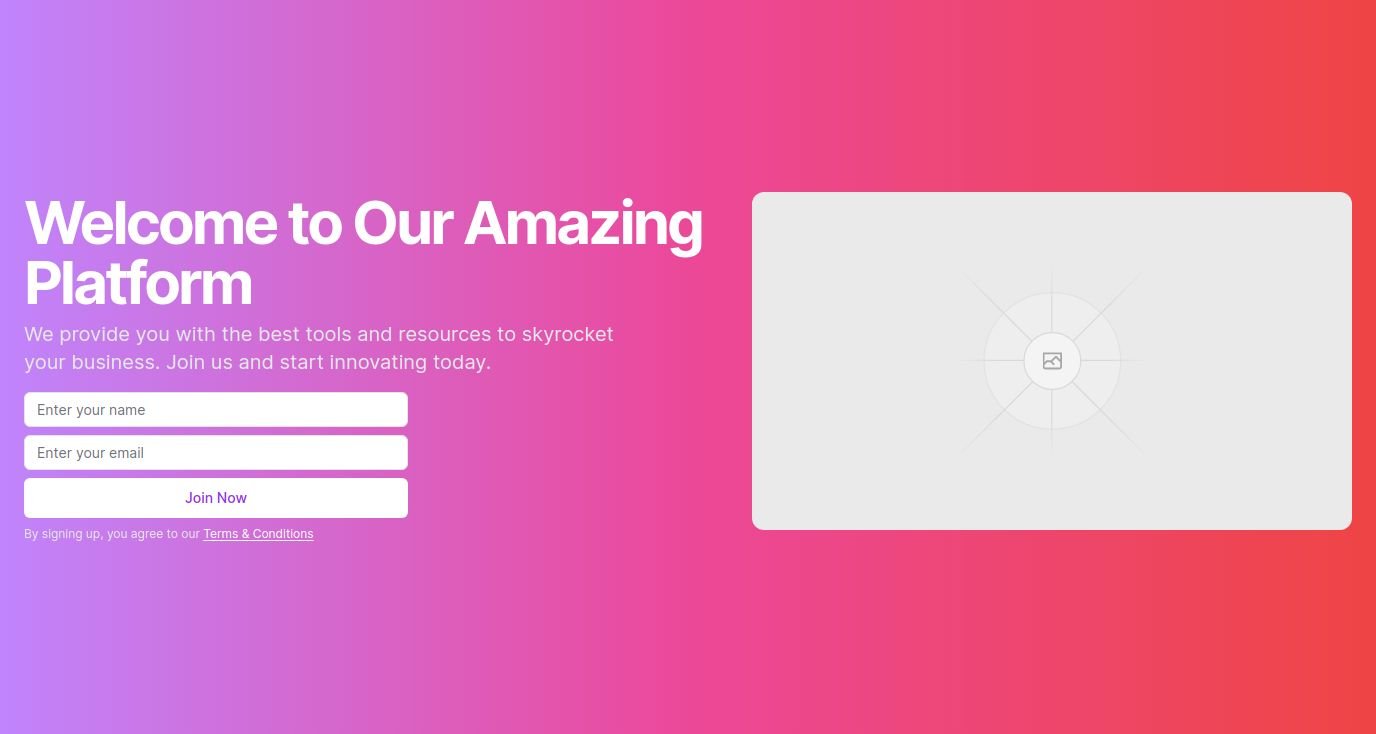 Welcome to Our Amazing
Platform
We provide you with the best tools and resources to skyrocket
your business. Join us and start innovating today.
Enter your name
Enter your email
Join Now
By signing up, you agree to our Terms & Conditions